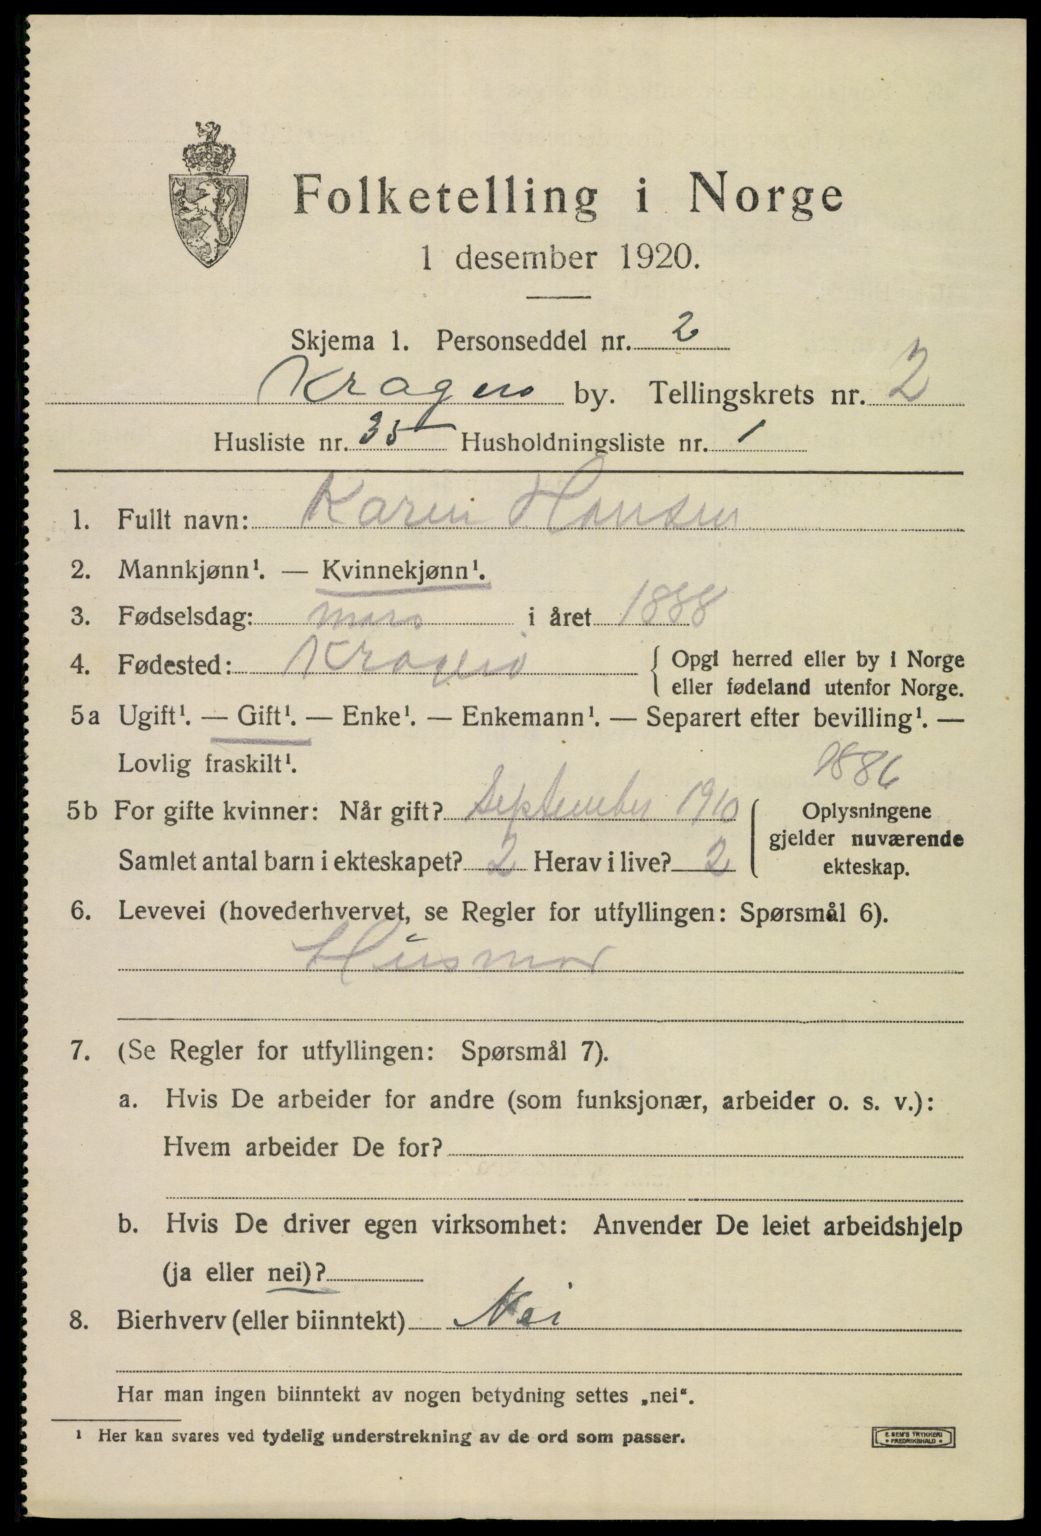 Folketelling i Norge
1 desember 1920.
Skjema 1. Personseddel nr. 2
Kragerø by. Tellingskrets nr. 2
Husliste nr. 35 Husholdningsliste nr. 1
1. Fullt navn: Karen Hansen
2. Mannkjønn¹. — Kvinnekjønn¹.
3. Fødselsdag: mars i året 1888
4. Fødested: Kragerø { Opgi herred eller by i Norge
eller fødeland utenfor Norge.
5a Ugift¹. — Gift¹. — Enke¹. — Enkemann¹. — Separert efter bevilling¹. —
Lovlig fraskilt¹. 1886
5b For gifte kvinner: Når gift? September 1910 { Oplysningene
gjelder nuværende
Samlet antal barn i ekteskapet? 2 Herav i live? 2 ekteskap.
6. Levevei (hovederhvervet, se Regler for utfyllingen: Spørsmål 6).
Husmor
7. (Se Regler for utfyllingen: Spørsmål 7).
a. Hvis De arbeider for andre (som funksjonær, arbeider o. s. v.):
Hvem arbeider De for?
b. Hvis De driver egen virksomhet: Anvender De leiet arbeidshjelp
(ja eller nei)?
8. Bierhverv (eller biinntekt) Nei
Har man ingen biinntekt av nogen betydning settes „nei“.
¹ Her kan svares ved tydelig understrekning av de ord som passer.
E. SEM'S TRYKKERI
FREDRIKSHALD